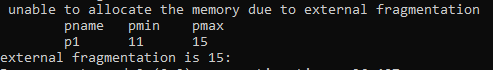 unable to allocate the memory due to external fragmentation
pname pmin pmax
p1 11 15
external fragmentation is 15: